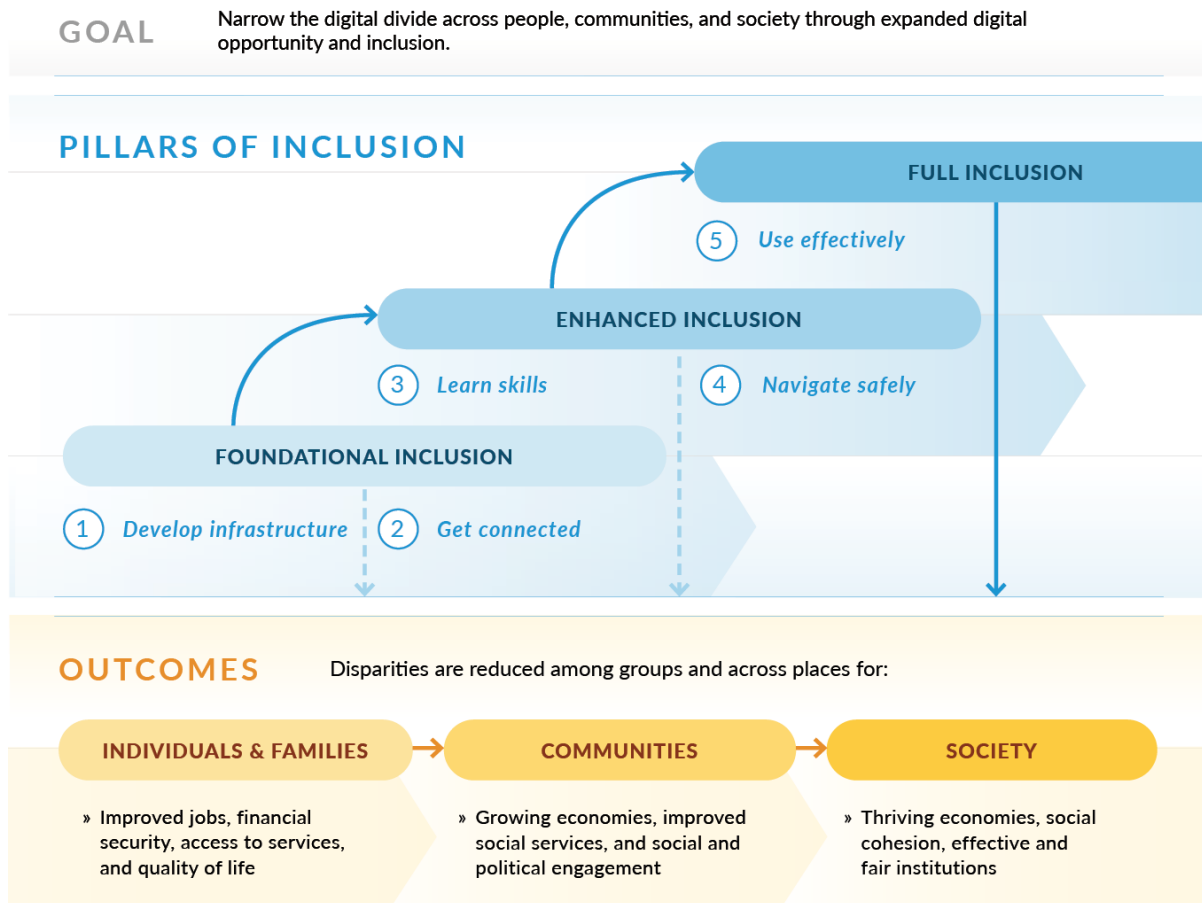 GOAL
Narrow the digital divide across people, communities, and society through expanded digital
opportunity and inclusion.
PILLARS OF INCLUSION
FULL INCLUSION
5 Use effectively
ENHANCED INCLUSION
3 Learn skills
4 Navigate safely
FOUNDATIONAL INCLUSION
1 Develop infrastructure
2 Get connected
OUTCOMES
Disparities are reduced among groups and across places for:
INDIVIDUALS & FAMILIES
» Improved jobs, financial
security, access to services,
and quality of life
COMMUNITIES
» Growing economies, improved
social services, and social and
political engagement
SOCIETY
» Thriving economies, social
cohesion, effective and
fair institutions